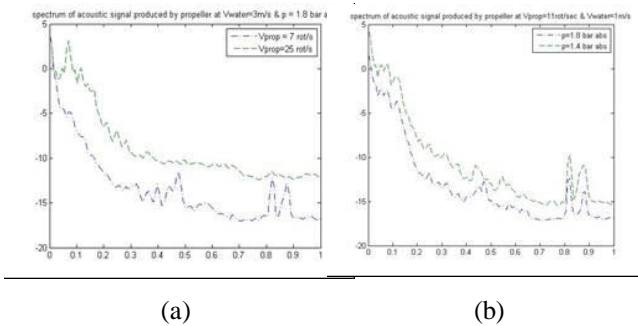 spectrum of acoustic signal produced by propeller at Vwater=3m/s & p = 1.8 bar a
Vprop = 7 rot/s
Vprop=25 rot/s
5
0
-5
-10
-15
-20
0 0.1 0.2 0.3 0.4 0.5 0.6 0.7 0.8 0.9 1
(a)
spectrum of acoustic signal produced by propeller at Vprop=11rot/sec & Vwater=1m/s
p=1.8 bar abs
p=1.4 bar abs
5
0
-5
-10
-15
-20
0 0.1 0.2 0.3 0.4 0.5 0.6 0.7 0.8 0.9 1
(b)